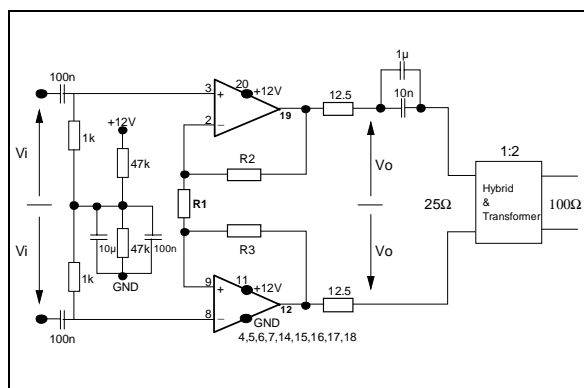 1µ
100n
3
20
+12V
+
12.5
10n
19
2
−
+12V
1:2
Vi
1k
47k
R2
Vo
Hybrid
&
Transformer
25Ω
100Ω
R1
10µ
47k
100n
R3
Vo
Vi
1k
GND
9
11
+12V
+
12.5
12
8
−
GND
100n
4,5,6,7,14,15,16,17,18